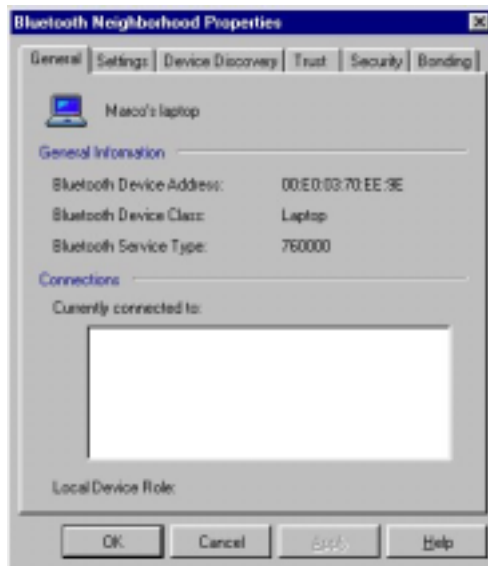 Bluetooth Neighborhood Properties
General Settings Device Discovery Trust Security Bonding
Marco's laptop
General Information
Bluetooth Device Address: 00:E0:03:70:EE:9E
Bluetooth Device Class: Laptop
Bluetooth Service Type: 760000
Connections
Currently connected to:
Local Device Role:
OK Cancel Apply Help